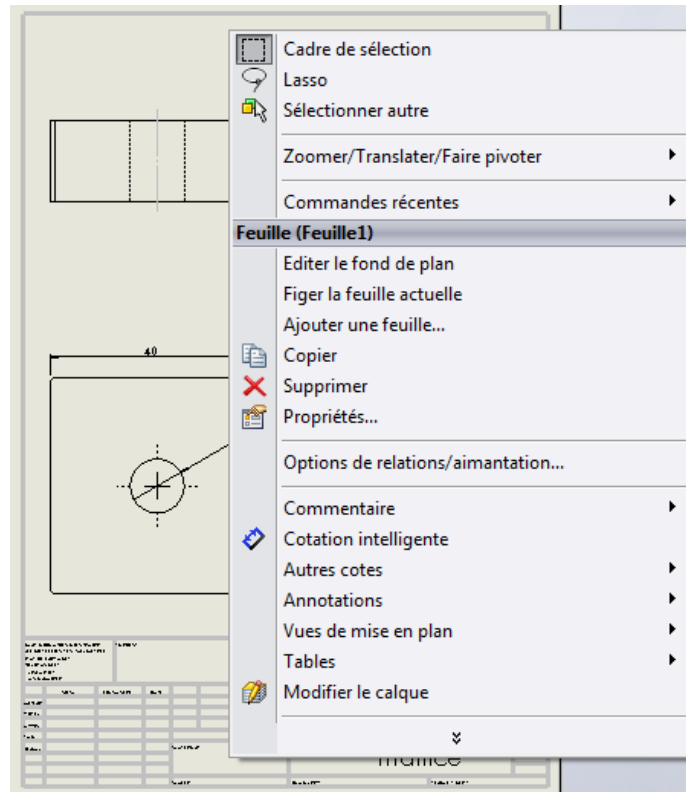 Cadre de sélection
Lasso
Sélectionner autre
Zoomer/Translater/Faire pivoter
Commandes récentes
Feuille (Feuille1)
Editer le fond de plan
Figer la feuille actuelle
Ajouter une feuille...
Copier
40
Supprimer
Propriétés...
Options de relations/aimantation...
Commentaire
Cotation intelligente
Autres cotes
Annotations
Vues de mise en plan
Tables
Modifier le calque